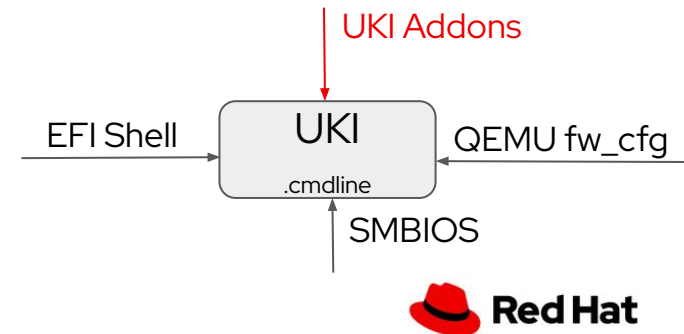 UKI Addons
EFI Shell
UKI
QEMU fw_cfg
.cmdline
SMBIOS
Red Hat